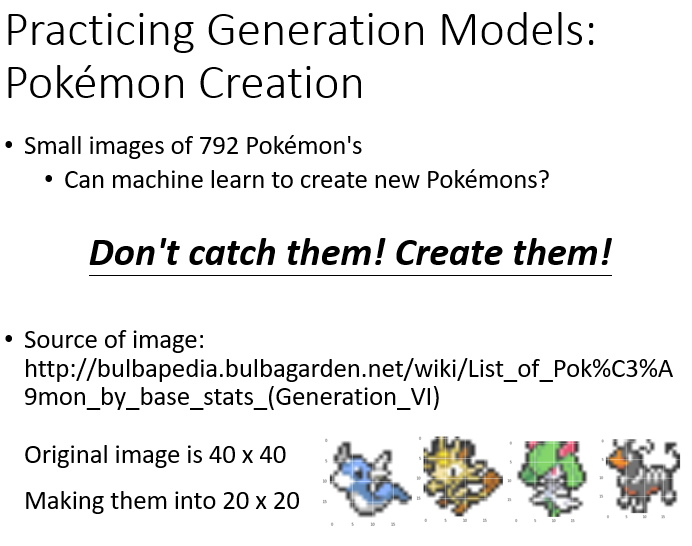 Practicing Generation Models:
Pokémon Creation
• Small images of 792 Pokémon's
• Can machine learn to create new Pokémons?
Don't catch them! Create them!
• Source of image:
http://bulbapedia.bulbagarden.net/wiki/List_of_Pok%C3%A
9mon_by_base_stats_(Generation_VI)
Original image is 40 x 40
Making them into 20 x 20